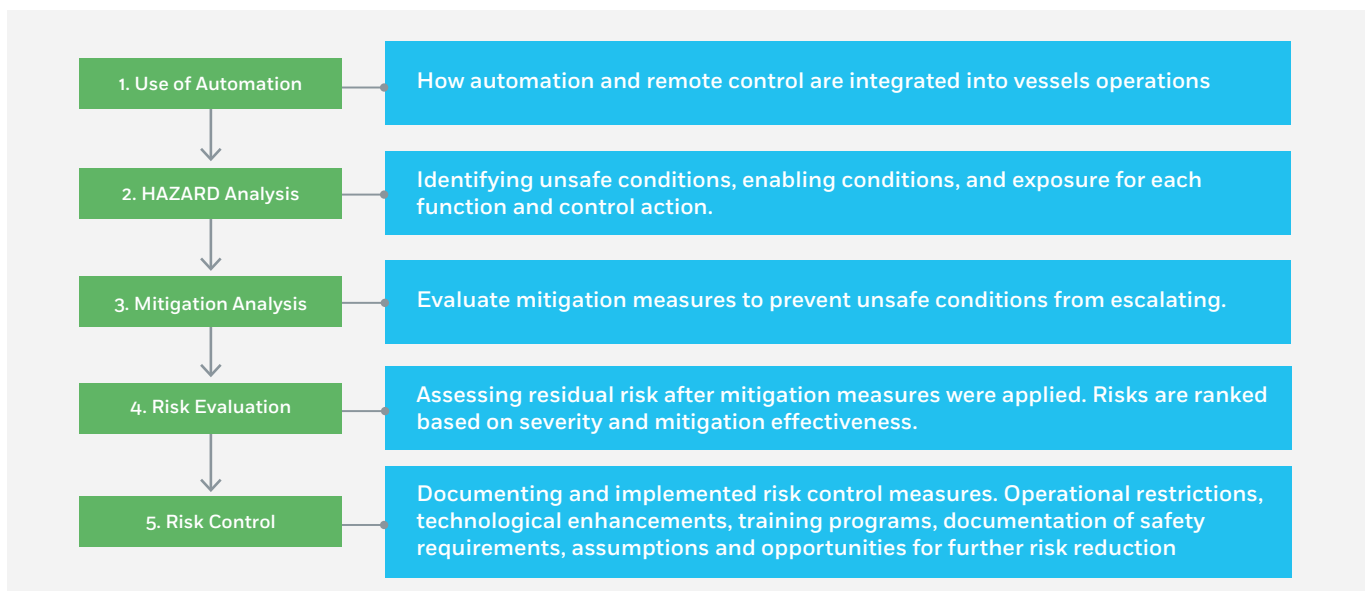 1. Use of Automation
How automation and remote control are integrated into vessels operations
2. HAZARD Analysis
Identifying unsafe conditions, enabling conditions, and exposure for each
function and control action.
3. Mitigation Analysis
Evaluate mitigation measures to prevent unsafe conditions from escalating.
4. Risk Evaluation
Assessing residual risk after mitigation measures were applied. Risks are ranked
based on severity and mitigation effectiveness.
5. Risk Control
Documenting and implemented risk control measures. Operational restrictions,
technological enhancements, training programs, documentation of safety
requirements, assumptions and opportunities for further risk reduction